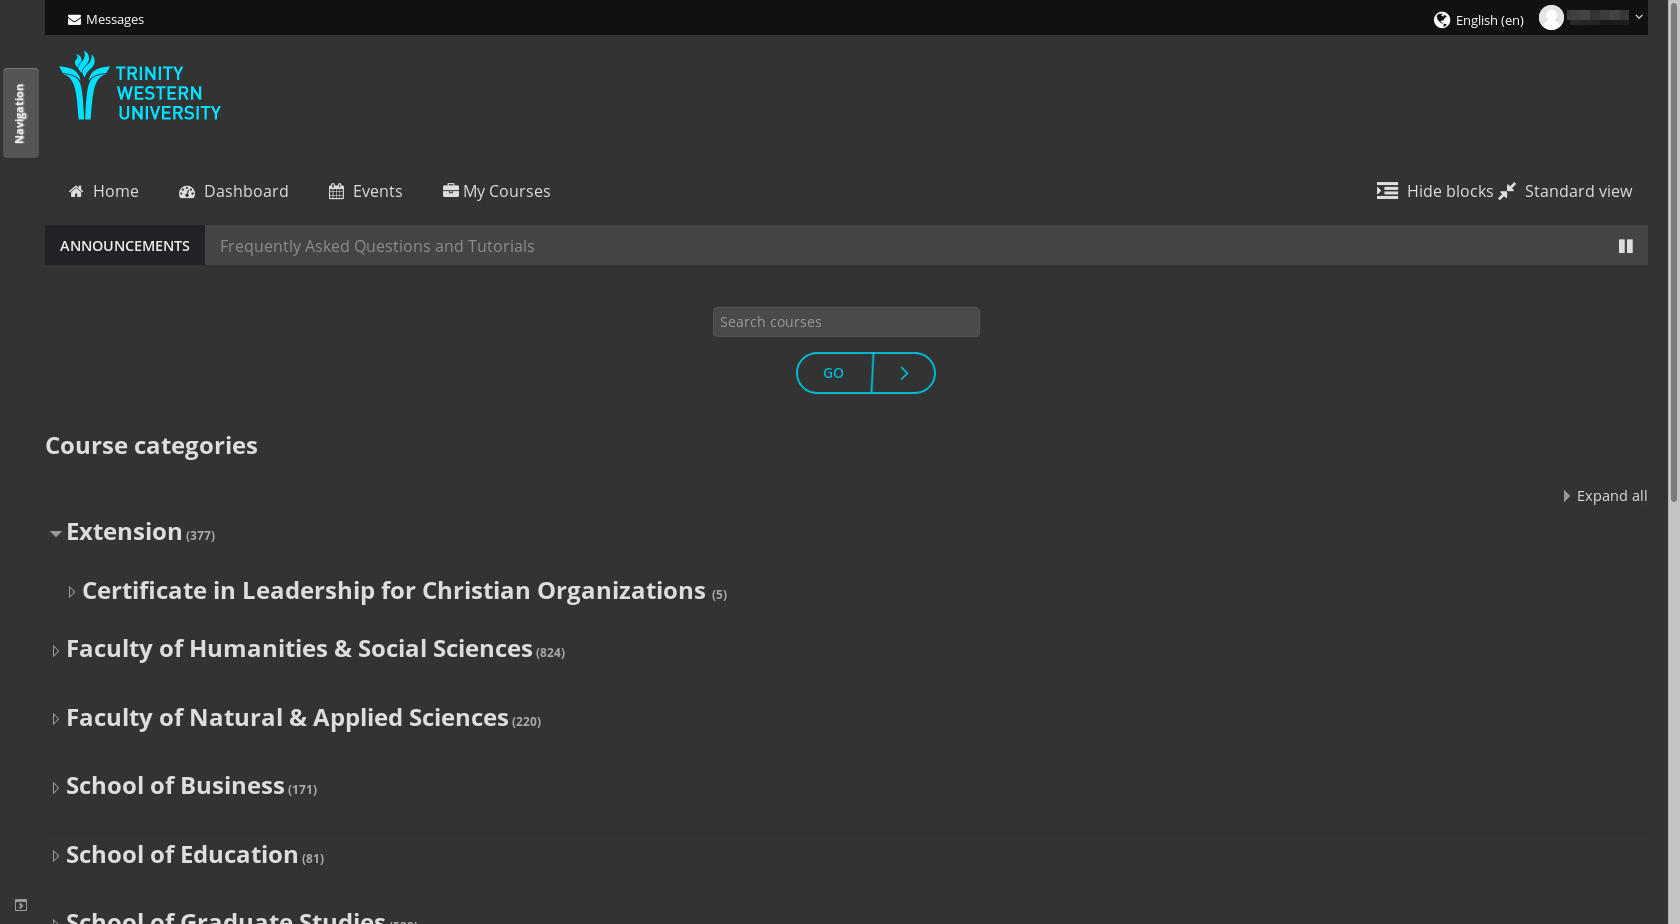 Messages
English (en)
Navigation
TRINITY
WESTERN
UNIVERSITY
Home
Dashboard
Events
My Courses
Hide blocks
Standard view
ANNOUNCEMENTS
Frequently Asked Questions and Tutorials
Search courses
GO
Course categories
Expand all
Extension (377)
Certificate in Leadership for Christian Organizations (5)
Faculty of Humanities & Social Sciences (824)
Faculty of Natural & Applied Sciences (220)
School of Business (171)
School of Education (81)
School of Graduate Studies